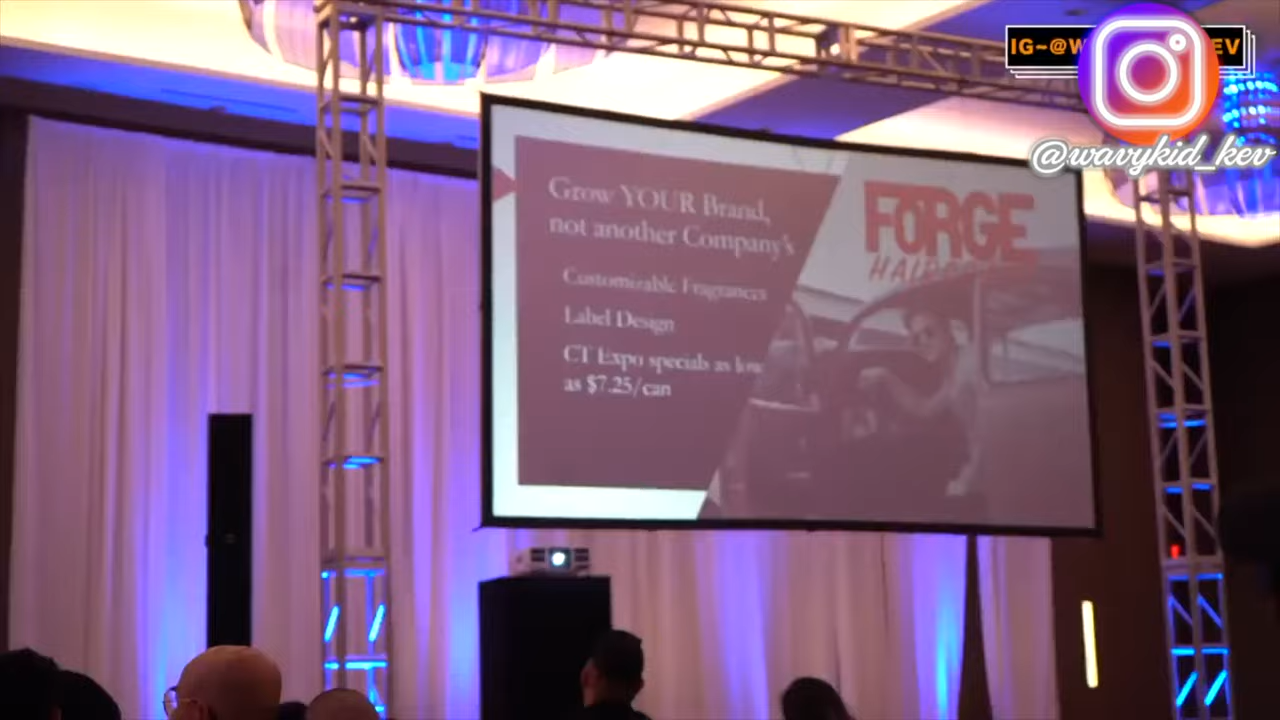 IG~@W EV
@wavykid_kev
Grow YOUR Brand,
not another Company's
Customizable Fragrances
Label Design
CT Expo specials as low
as $7.25/can
FORGE